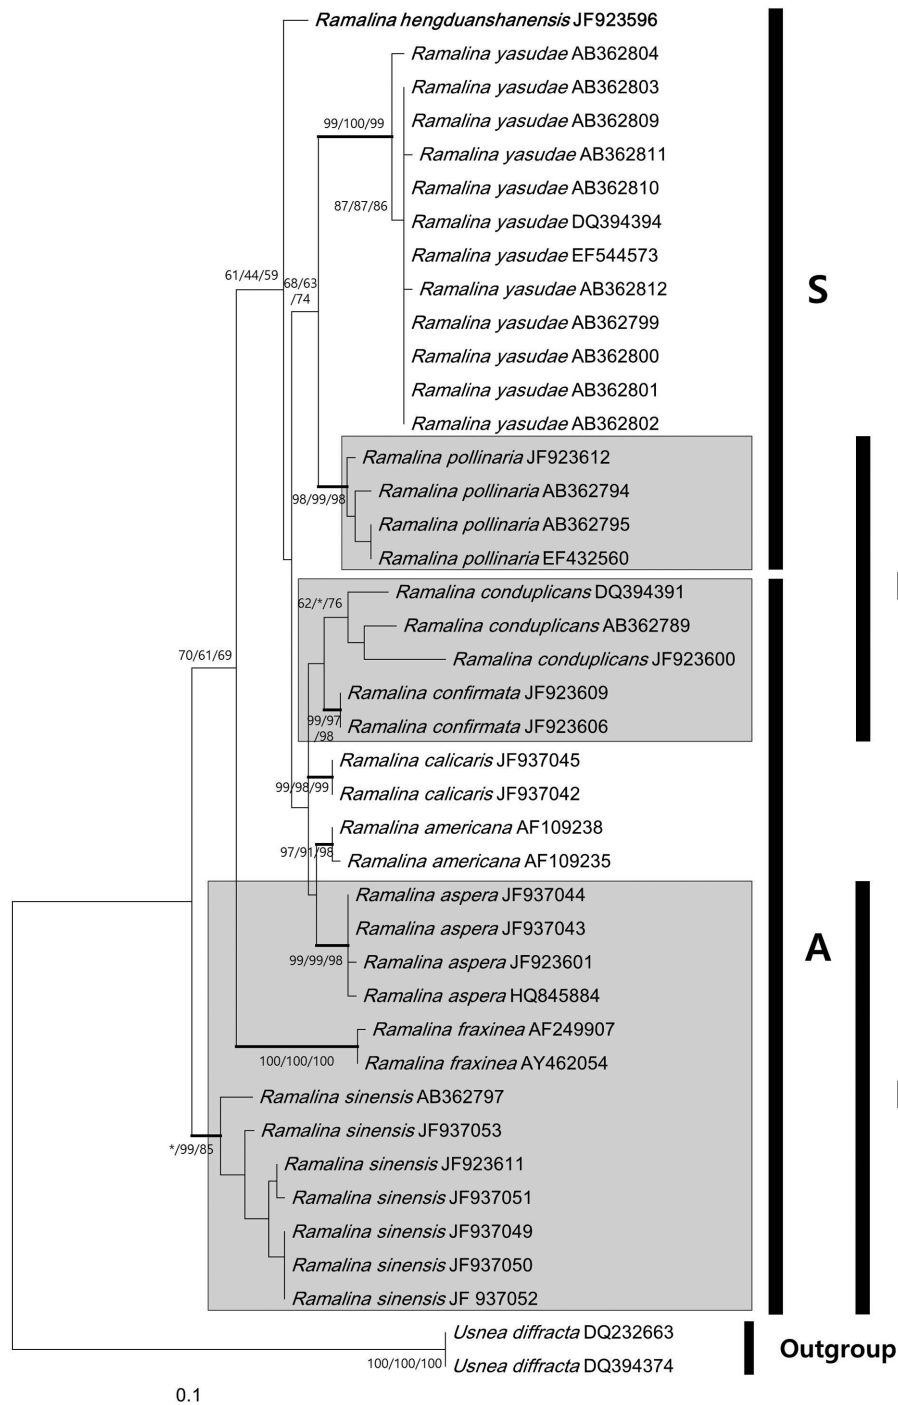 Ramalina hengduanshanensis JF923596
Ramalina yasudae AB362804
Ramalina yasudae AB362803
99/100/99
Ramalina yasudae AB362809
Ramalina yasudae AB362811
Ramalina yasudae AB362810
87/87/86
Ramalina yasudae DQ394394
Ramalina yasudae EF544573
61/44/59
68/63
/74
Ramalina yasudae AB362812
S
Ramalina yasudae AB362799
Ramalina yasudae AB362800
Ramalina yasudae AB362801
Ramalina yasudae AB362802
Ramalina pollinaria JF923612
98/99/98
Ramalina pollinaria AB362794
Ramalina pollinaria AB362795
Ramalina pollinaria EF432560
Ramalina conduplicans DQ394391
62/*/76
Ramalina conduplicans AB362789
70/61/69
Ramalina conduplicans JF923600
Ramalina confirmata JF923609
99/97
/98
Ramalina confirmata JF923606
Ramalina calicaris JF937045
99/98/99
Ramalina calicaris JF937042
Ramalina americana AF109238
97/91/98
Ramalina americana AF109235
Ramalina aspera JF937044
Ramalina aspera JF937043
A
99/99/98
Ramalina aspera JF923601
Ramalina aspera HQ845884
Ramalina fraxinea AF249907
100/100/100
Ramalina fraxinea AY462054
Ramalina sinensis AB362797
*/99/85
Ramalina sinensis JF937053
Ramalina sinensis JF923611
Ramalina sinensis JF937051
Ramalina sinensis JF937049
Ramalina sinensis JF937050
Ramalina sinensis JF 937052
Usnea diffracta DQ232663
Outgroup
100/100/100
Usnea diffracta DQ394374
0.1